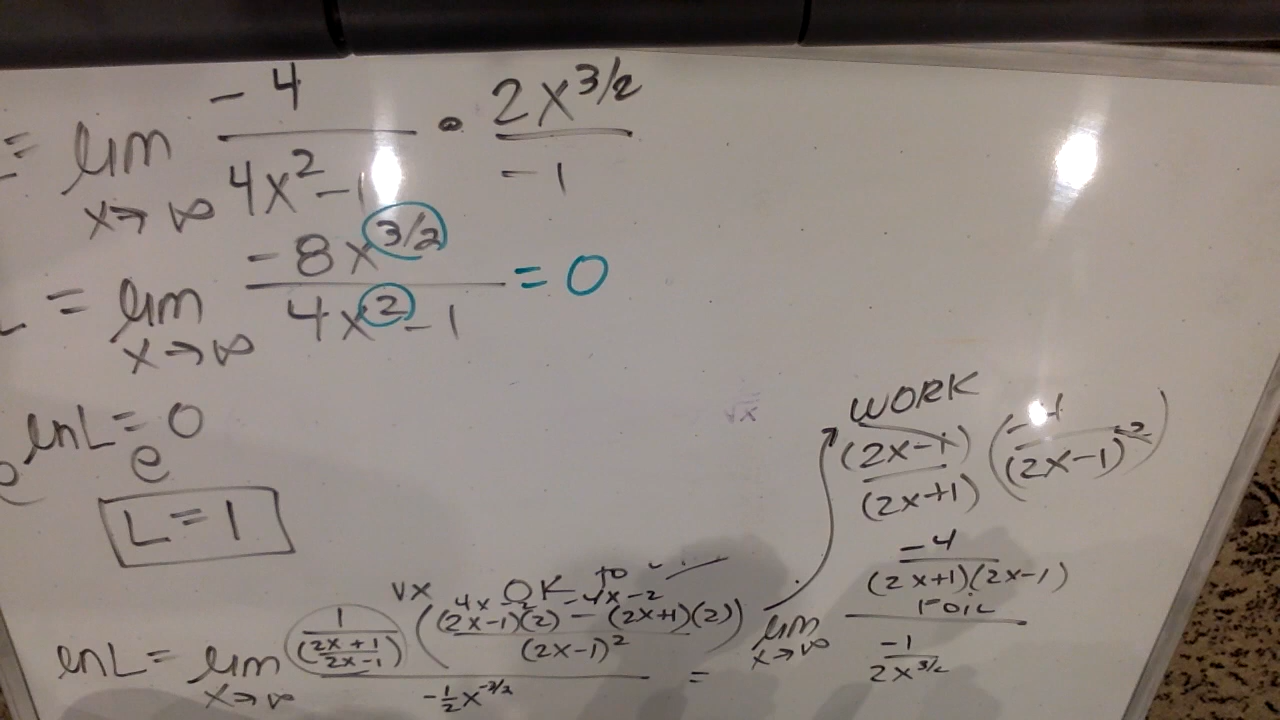 = lim x→∞ -4/(4x²-1) • 2x^(3/2)/-1
L = lim x→∞ -8x^(3/2)/(4x²-1) = 0
e^(lnL) = e^0
L = 1
WORK
(2x-1)/(2x+1) (-4/(2x-1)²)
-4/((2x+1)(2x-1))
FOIL
-1/(2x^(3/2))
√x OK to
4x - 2 - 4x - 2
lnL = lim x→∞ (1/((2x+1)/(2x-1))) (((2x-1)(2) - (2x+1)(2))/(2x-1)²) / (-½x^(-3/2)) = lim x→∞
√x